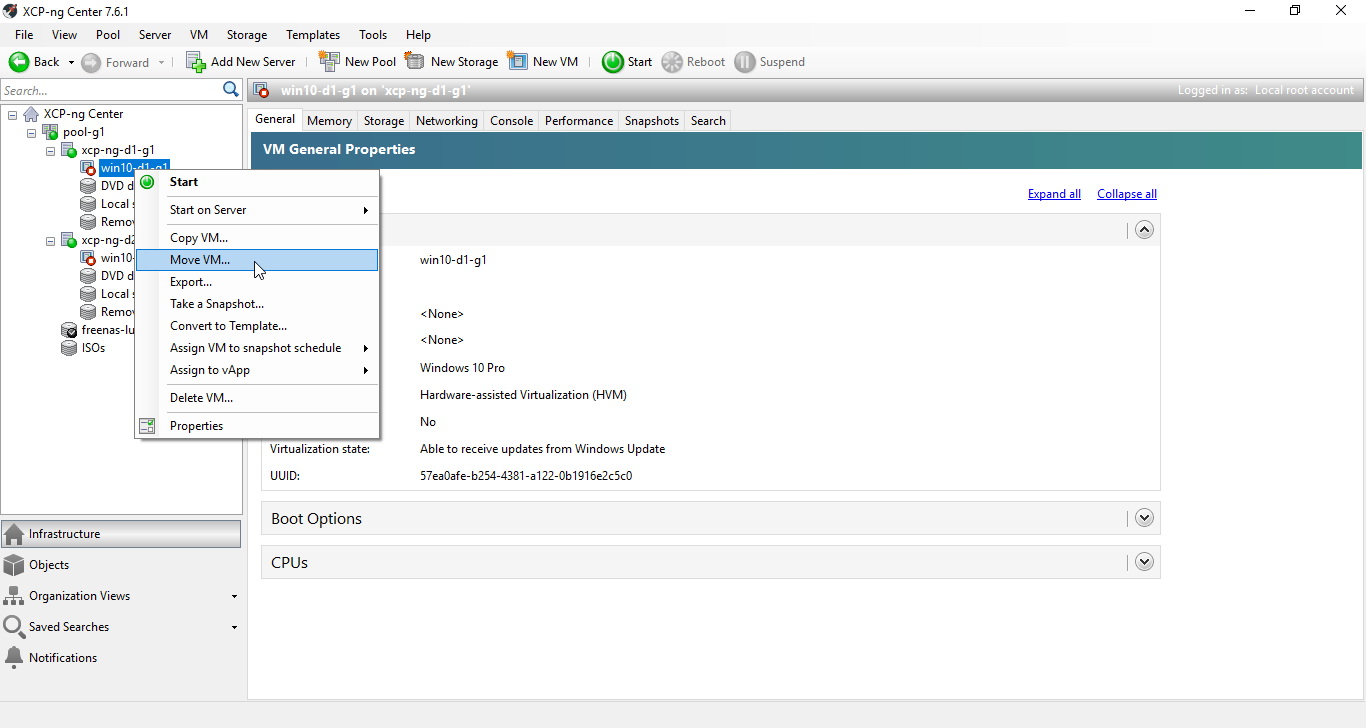 XCP-ng Center 7.6.1
File View Pool Server VM Storage Templates Tools Help
Back Forward Add New Server New Pool New Storage New VM Start Reboot Suspend
Search...
win10-d1-g1 on 'xcp-ng-d1-g1'
Logged in as: Local root account
XCP-ng Center
pool-g1
xcp-ng-d1-g1
win10-d1-g1
DVD d
Local s
Remov
xcp-ng-d2
win10-
DVD d
Local s
Remov
freenas-lu
ISOs
Start
Start on Server
Copy VM...
Move VM...
Export...
Take a Snapshot...
Convert to Template...
Assign VM to snapshot schedule
Assign to vApp
Delete VM...
Properties
General Memory Storage Networking Console Performance Snapshots Search
VM General Properties
Expand all Collapse all
win10-d1-g1
<None>
<None>
Windows 10 Pro
Hardware-assisted Virtualization (HVM)
No
Virtualization state: Able to receive updates from Windows Update
UUID: 57ea0afe-b254-4381-a122-0b1916e2c5c0
Boot Options
CPUs
Infrastructure
Objects
Organization Views
Saved Searches
Notifications